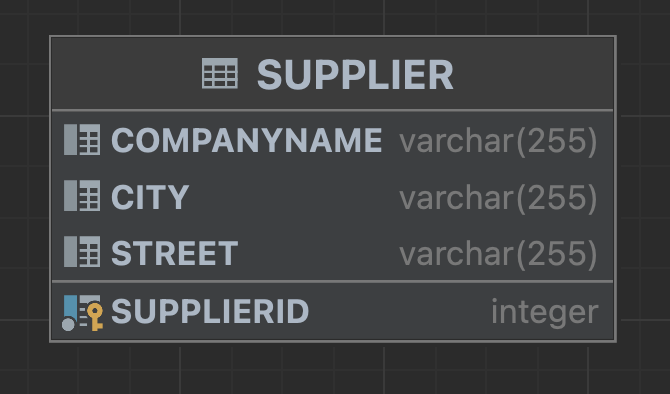 SUPPLIER
COMPANYNAME varchar(255)
CITY varchar(255)
STREET varchar(255)
SUPPLIERID integer